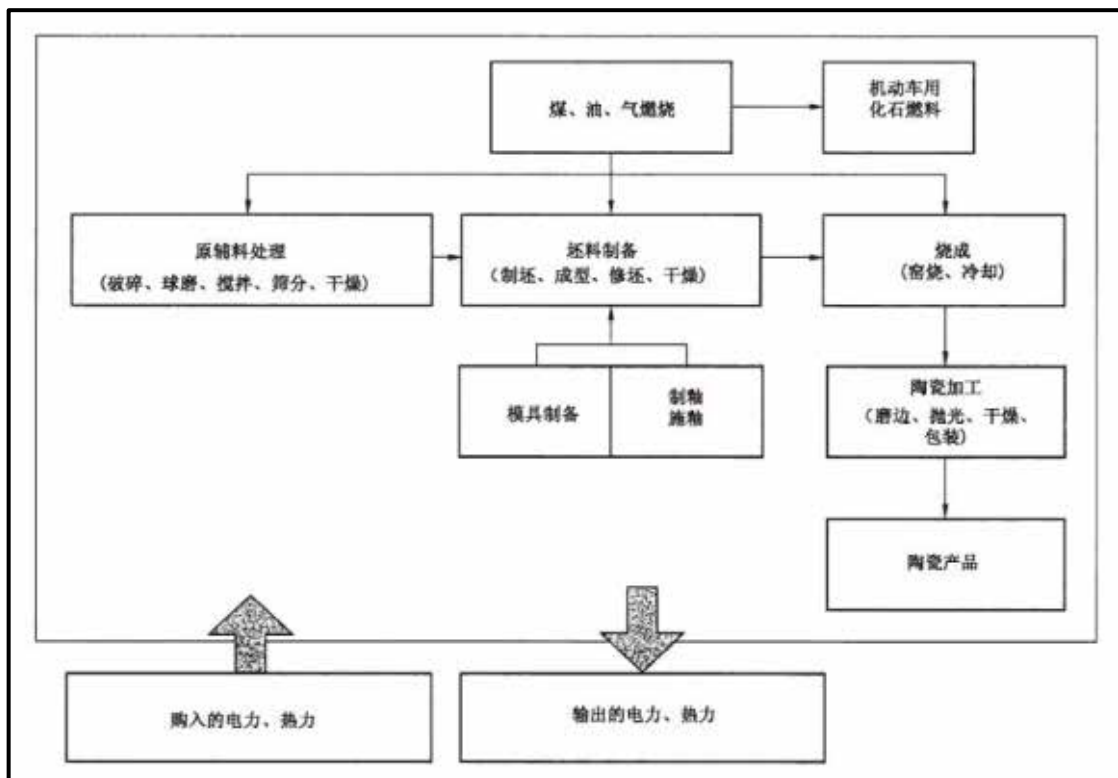 煤、油、气燃烧
机动车用
化石燃料
原辅料处理
(破碎、球磨、搅拌、筛分、干燥)
坯料制备
(制坯、成型、修坯、干燥)
烧成
(窑烧、冷却)
模具制备
制釉
施釉
陶瓷加工
(磨边、抛光、干燥、
包装)
陶瓷产品
购入的电力、热力
输出的电力、热力